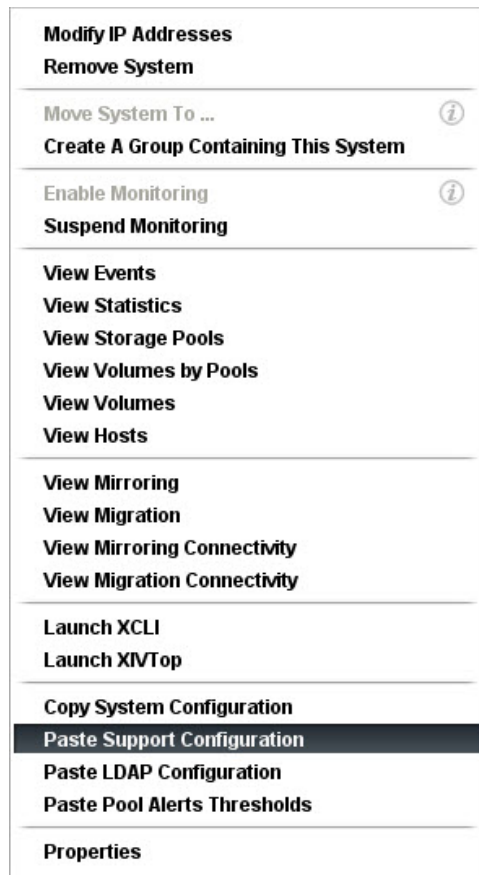 Modify IP Addresses
Remove System
Move System To ...
Create A Group Containing This System
Enable Monitoring
Suspend Monitoring
View Events
View Statistics
View Storage Pools
View Volumes by Pools
View Volumes
View Hosts
View Mirroring
View Migration
View Mirroring Connectivity
View Migration Connectivity
Launch XCLI
Launch XIVTop
Copy System Configuration
Paste Support Configuration
Paste LDAP Configuration
Paste Pool Alerts Thresholds
Properties